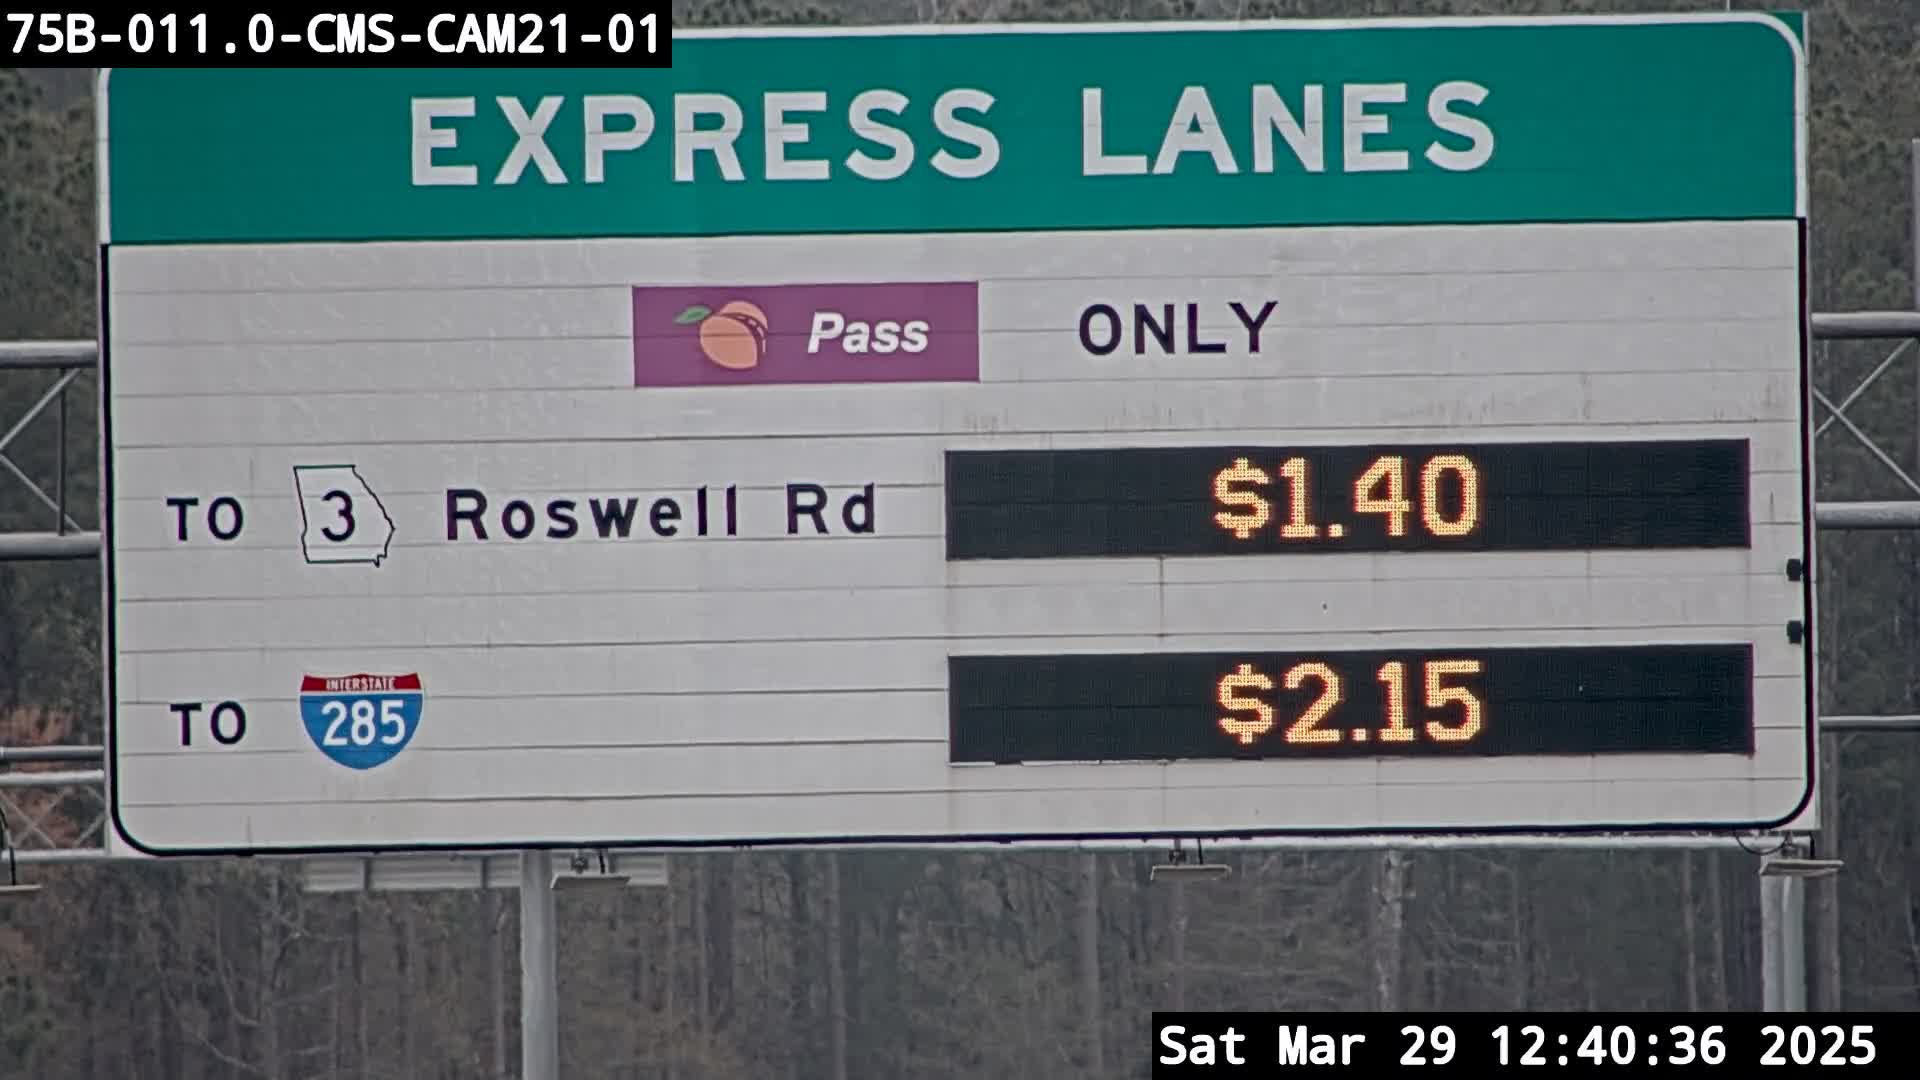 75B-011.0-CMS-CAM21-01
EXPRESS LANES
Pass ONLY
TO 3 Roswell Rd $1.40
TO INTERSTATE 285 $2.15
Sat Mar 29 12:40:36 2025